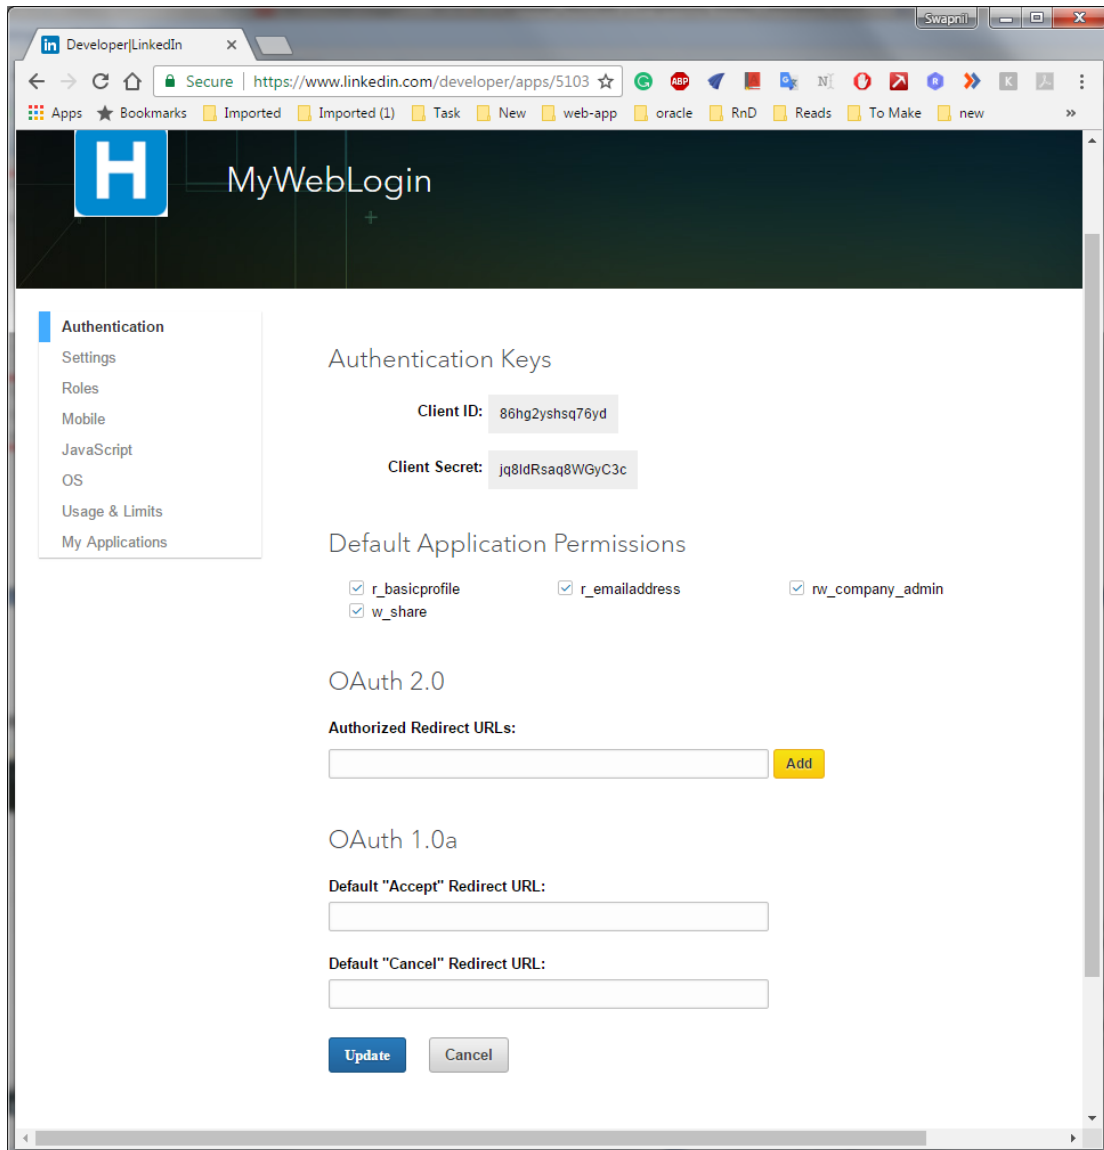 Swapnil
in Developer|LinkedIn
Secure https://www.linkedin.com/developer/apps/5103
Apps Bookmarks Imported Imported (1) Task New web-app oracle RnD Reads To Make new »
H
MyWebLogin
Authentication
Settings
Roles
Mobile
JavaScript
OS
Usage & Limits
My Applications
Authentication Keys
Client ID: 86hg2yshsq76yd
Client Secret: jq8ldRsaq8WGyC3c
Default Application Permissions
r_basicprofile r_emailaddress rw_company_admin
w_share
OAuth 2.0
Authorized Redirect URLs:
Add
OAuth 1.0a
Default "Accept" Redirect URL:
Default "Cancel" Redirect URL:
Update Cancel